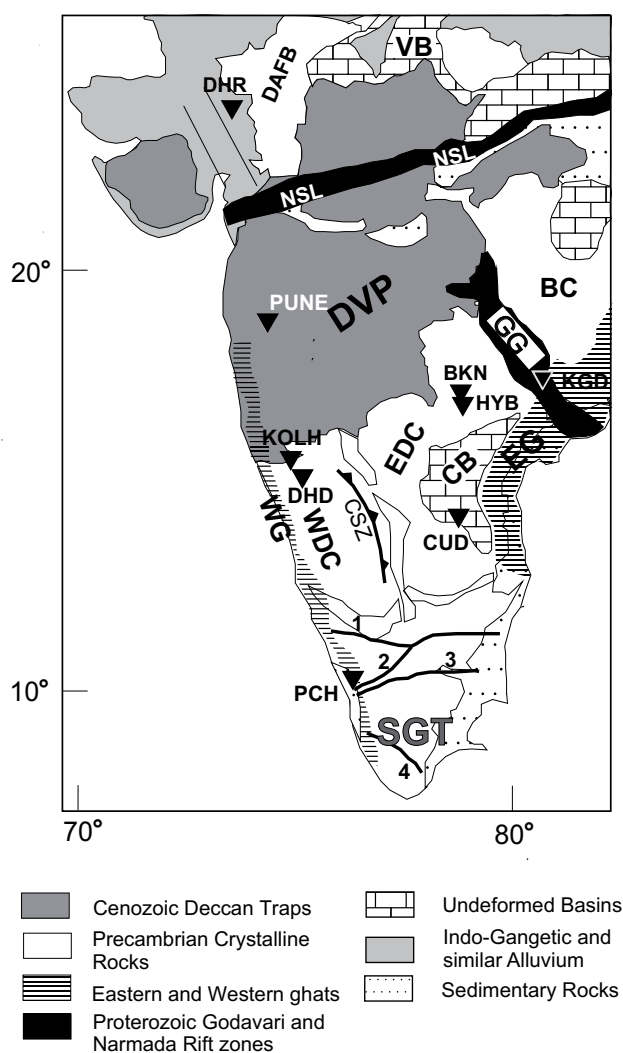 VB
DAFB
DHR
NSL
NSL
20°
BC
PUNE
DVP
GG
BKN
KGD
HYB
KOLH
EDC
EG
CB
DHD
CSZ
WG
WDC
CUD
1
2
3
10°
PCH
SGT
4
70°
80°
Cenozoic Deccan Traps
Undeformed Basins
Precambrian Crystalline
Rocks
Indo-Gangetic and
similar Alluvium
Eastern and Western ghats
Sedimentary Rocks
Proterozoic Godavari and
Narmada Rift zones